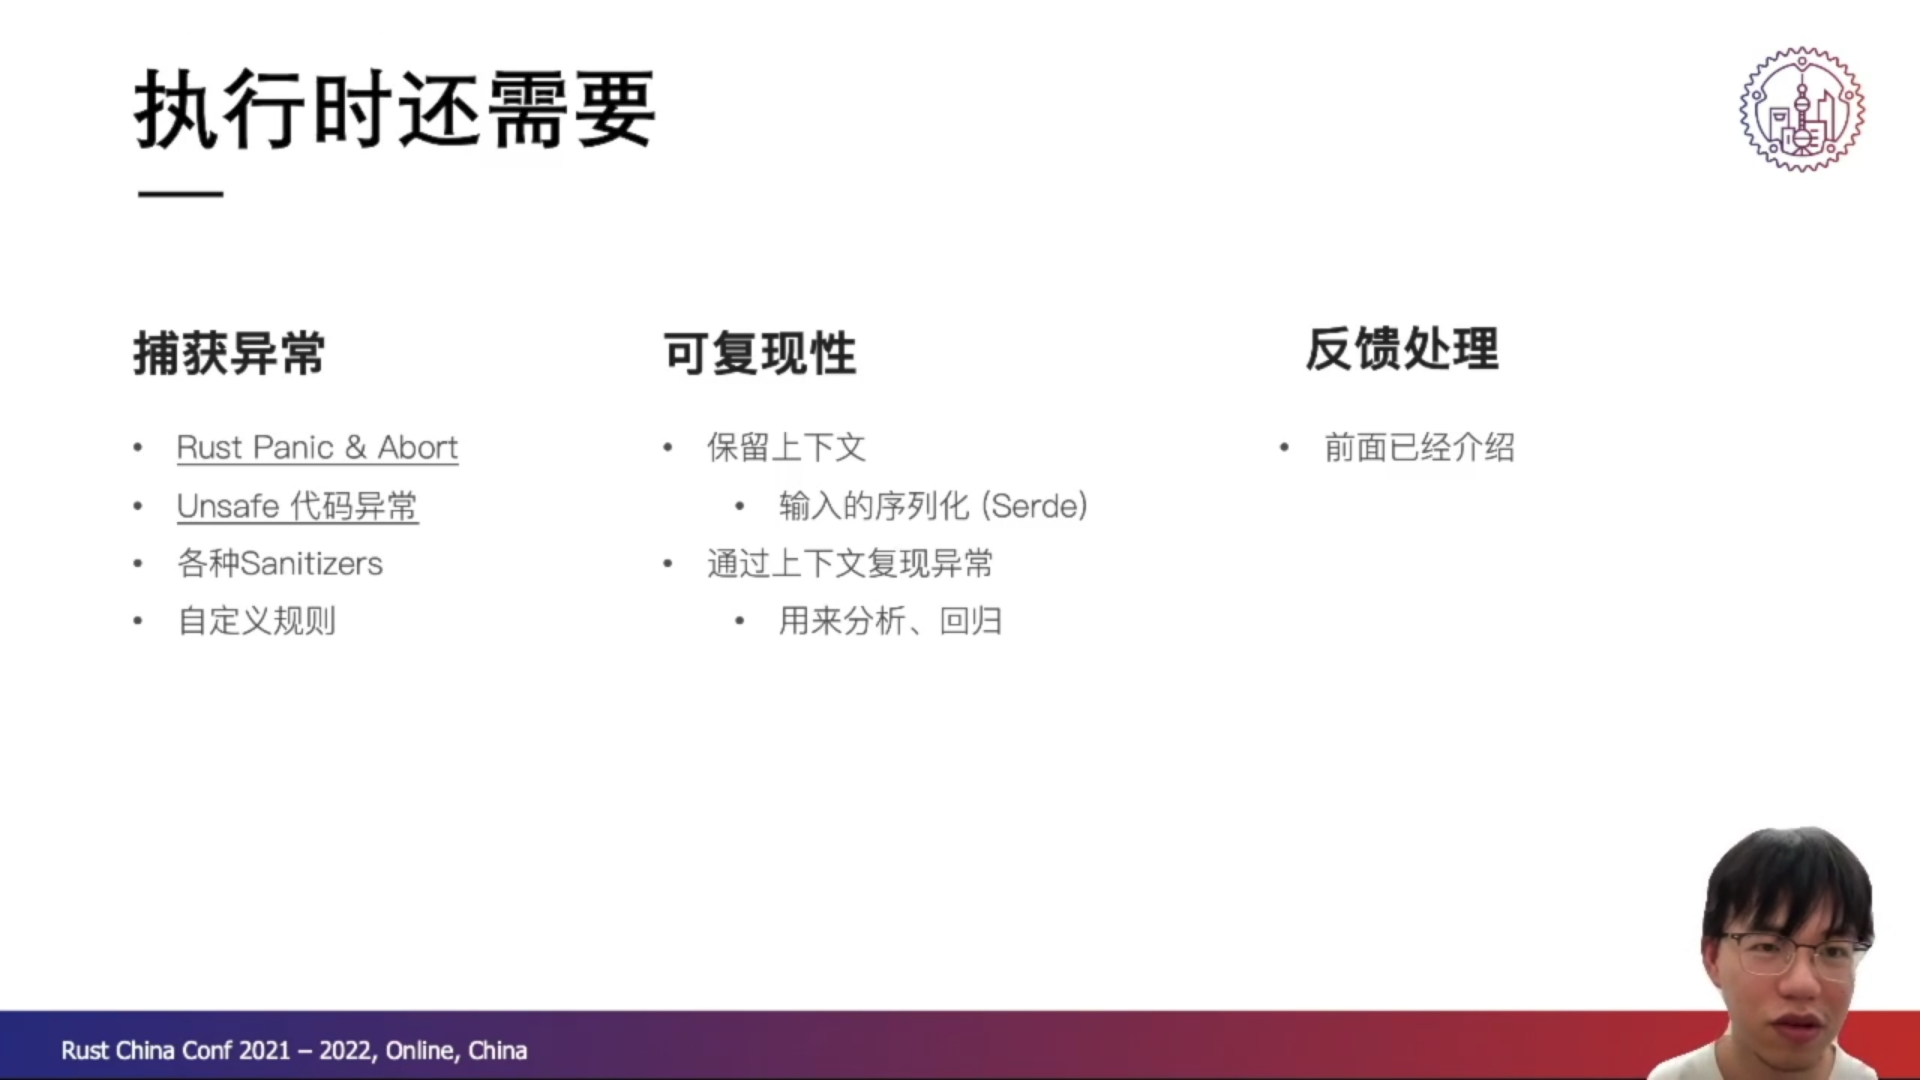 执行时还需要
捕获异常
• Rust Panic & Abort
• Unsafe 代码异常
• 各种Sanitizers
• 自定义规则
可复现性
• 保留上下文
• 输入的序列化 (Serde)
• 通过上下文复现异常
• 用来分析、回归
反馈处理
• 前面已经介绍
Rust China Conf 2021 – 2022, Online, China